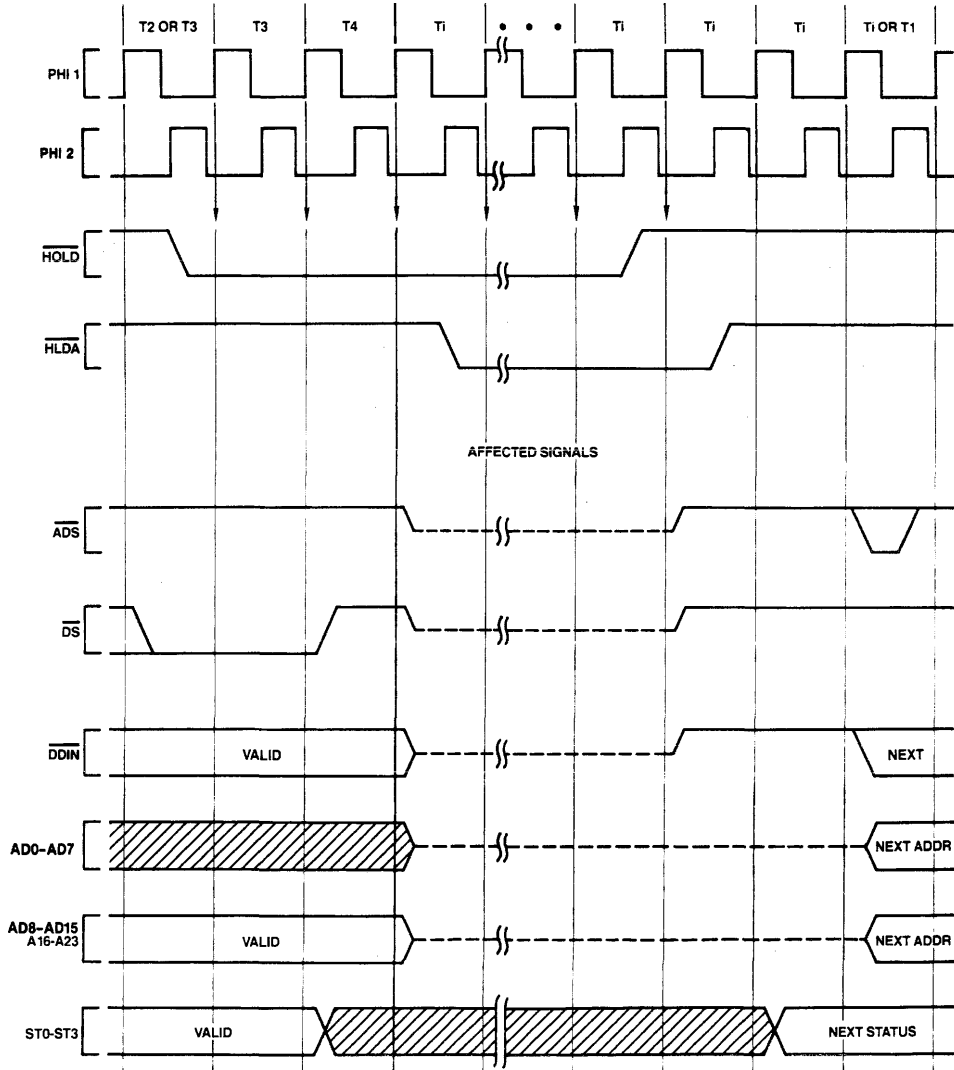 T2 OR T3 T3 T4 Ti • • • Ti Ti Ti Ti OR T1
PHI 1
PHI 2
HOLD
HLDA
AFFECTED SIGNALS
ADS
DS
DDIN VALID NEXT
AD0-AD7 NEXT ADDR
AD8-AD15
A16-A23 VALID NEXT ADDR
ST0-ST3 VALID NEXT STATUS